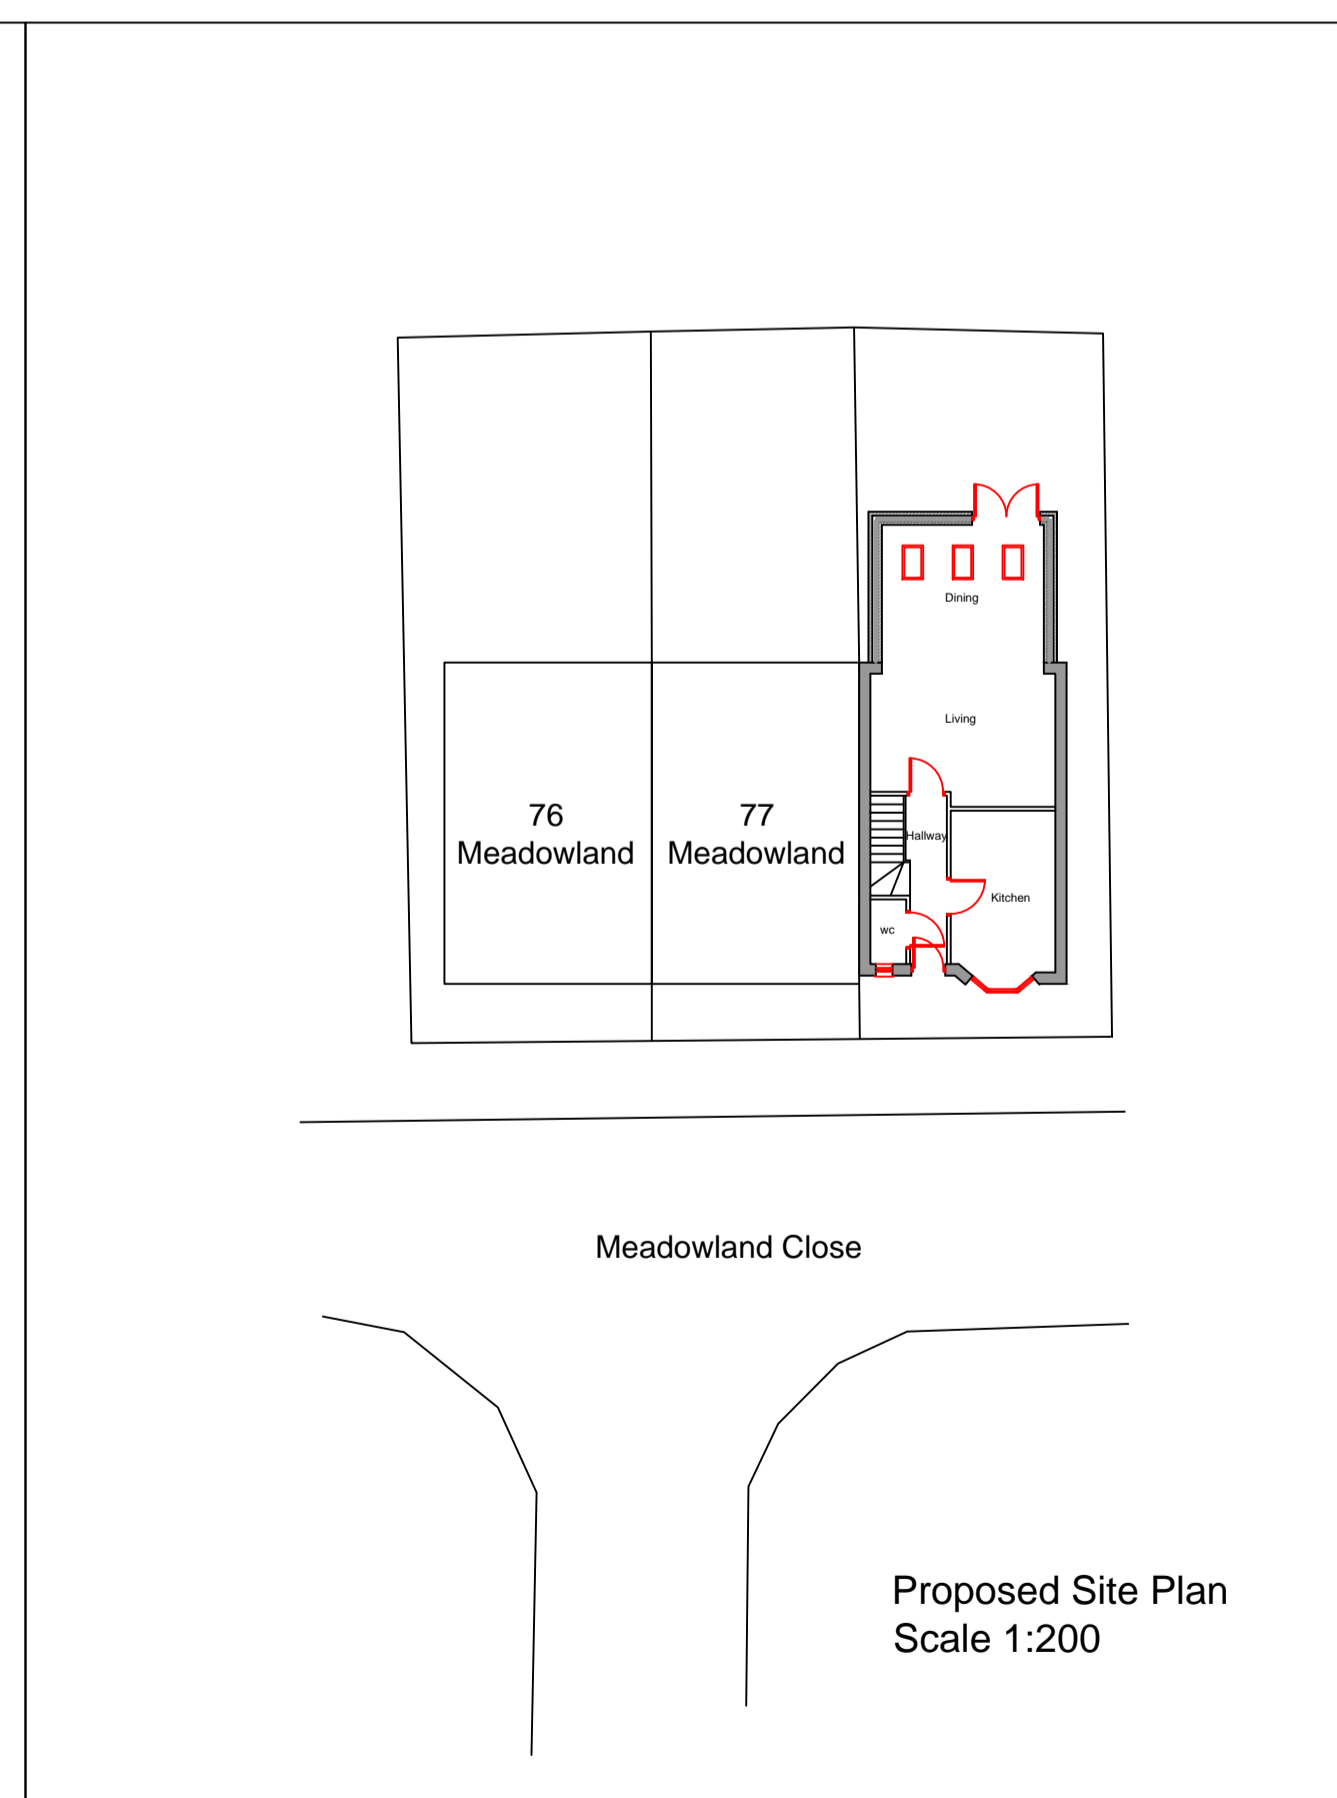 Dining
Living
76
Meadowland
77
Meadowland
Hallway
Kitchen
wc
Meadowland Close
Proposed Site Plan
Scale 1:200